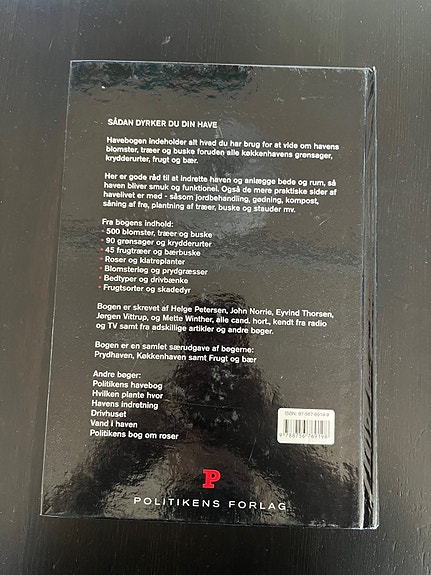 SÅDAN DYRKER DU DIN HAVE
Havebogen indeholder alt hvad du har brug for at vide om havens
blomster, træer og buske foruden alle køkkenhavens grønsager,
krydderurter, frugt og bær.
Her er gode råd til at indrette haven og anlægge bede og rum, så
haven bliver smuk og funktionel. Også de mere praktiske sider af
havelivet er med - såsom jordbehandling, gødning, kompost,
såning af frø, plantning af træer, buske og stauder mv.
Fra bogens indhold:
• 500 blomster, træer og buske
• 90 grønsager og krydderurter
• 45 frugttræer og bærbuske
• Roser og klatreplanter
• Blomsterløg og prydgræsser
• Bedtyper og drivbænke
• Frugtsorter og skadedyr
Bogen er skrevet af Helge Petersen, John Norrie, Eyvind Thorsen,
Jørgen Vittrup, og Mette Winther, alle cand. hort., kendt fra radio
og TV samt fra adskillige artikler og andre bøger.
Bogen er en samlet særudgave af bøgerne:
Prydhaven, Køkkenhaven samt Frugt og bær
Andre bøger:
Politikens havebog
Hvilken plante hvor
Havens indretning
Drivhuset
Vand i haven
Politikens bog om roser
ISBN: 87-567-6919-9
9 788756 769198
P
POLITIKENS FORLAG